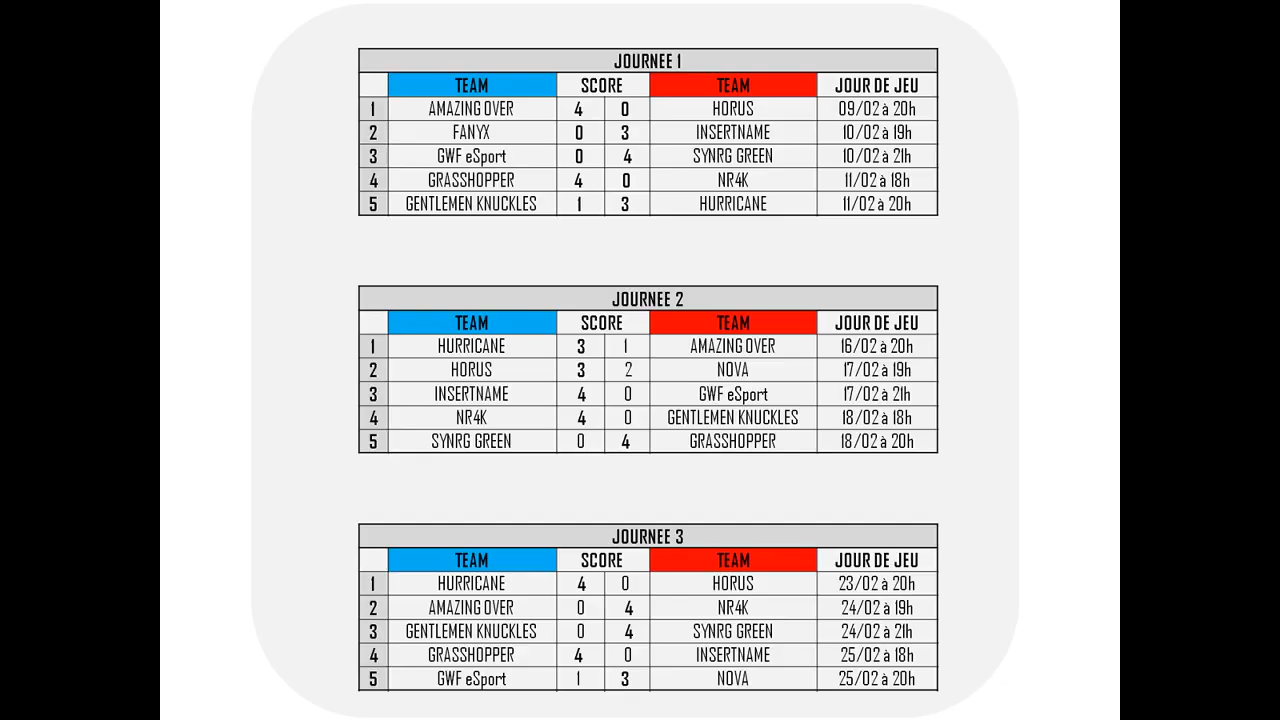 JOURNEE 1
TEAM SCORE TEAM JOUR DE JEU
1 AMAZING OVER 4 0 HORUS 09/02 à 20h
2 FANYX 0 3 INSERTNAME 10/02 à 19h
3 GWF eSport 0 4 SYNRG GREEN 10/02 à 21h
4 GRASSHOPPER 4 0 NR4K 11/02 à 18h
5 GENTLEMEN KNUCKLES 1 3 HURRICANE 11/02 à 20h
JOURNEE 2
TEAM SCORE TEAM JOUR DE JEU
1 HURRICANE 3 1 AMAZING OVER 16/02 à 20h
2 HORUS 3 2 NOVA 17/02 à 19h
3 INSERTNAME 4 0 GWF eSport 17/02 à 21h
4 NR4K 4 0 GENTLEMEN KNUCKLES 18/02 à 18h
5 SYNRG GREEN 0 4 GRASSHOPPER 18/02 à 20h
JOURNEE 3
TEAM SCORE TEAM JOUR DE JEU
1 HURRICANE 4 0 HORUS 23/02 à 20h
2 AMAZING OVER 0 4 NR4K 24/02 à 19h
3 GENTLEMEN KNUCKLES 0 4 SYNRG GREEN 24/02 à 21h
4 GRASSHOPPER 4 0 INSERTNAME 25/02 à 18h
5 GWF eSport 1 3 NOVA 25/02 à 20h